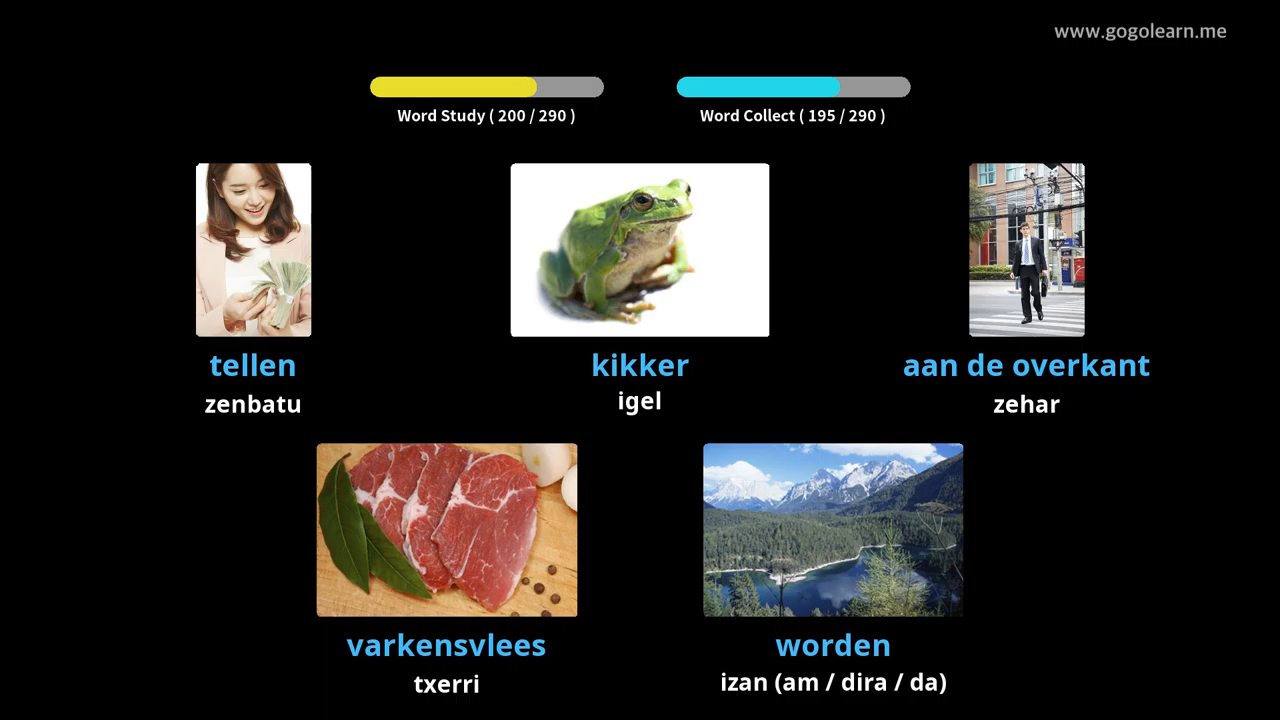 www.gogolearn.me
Word Study ( 200 / 290 )
Word Collect ( 195 / 290 )
tellen
zenbatu
kikker
igel
aan de overkant
zehar
varkensvlees
txerri
worden
izan (am / dira / da)